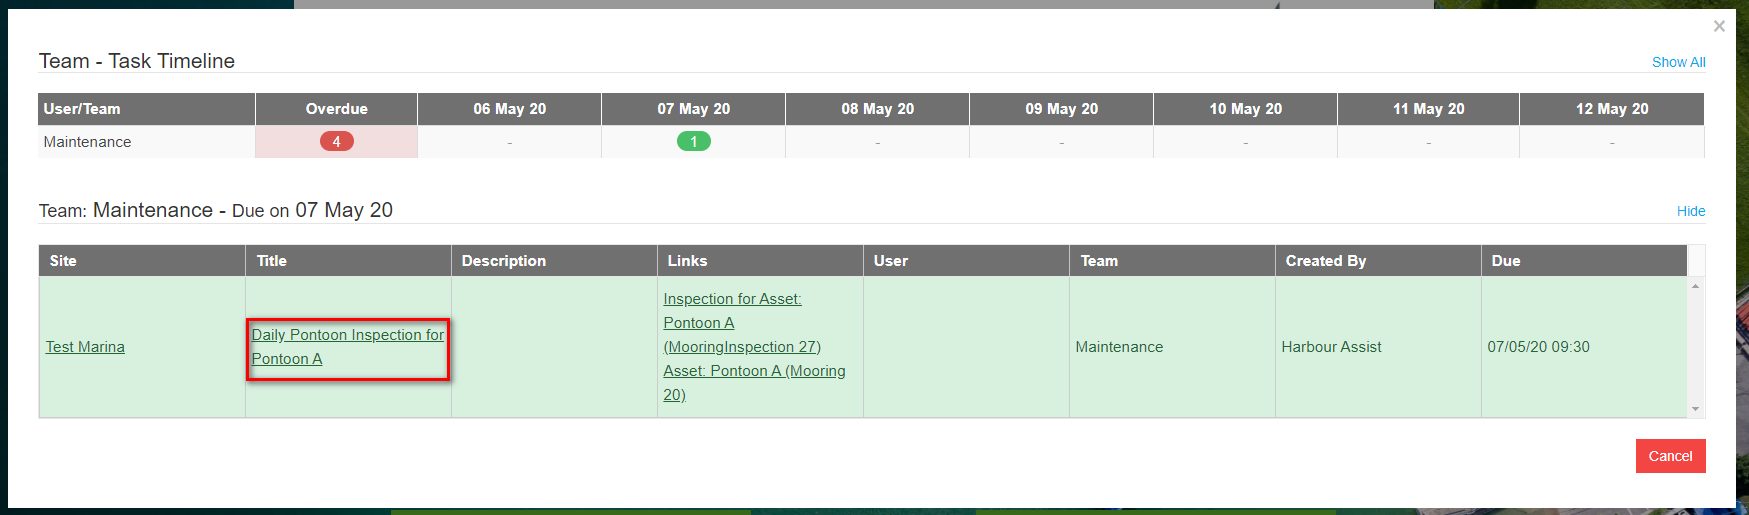 ×
Team - Task Timeline Show All
User/Team Overdue 06 May 20 07 May 20 08 May 20 09 May 20 10 May 20 11 May 20 12 May 20
Maintenance 4 - 1 - - - - -
Team: Maintenance - Due on 07 May 20 Hide
Site Title Description Links User Team Created By Due
Test Marina
Daily Pontoon Inspection for
Pontoon A
Inspection for Asset:
Pontoon A
(MooringInspection 27)
Asset: Pontoon A (Mooring
20)
Maintenance
Harbour Assist
07/05/20 09:30
Cancel